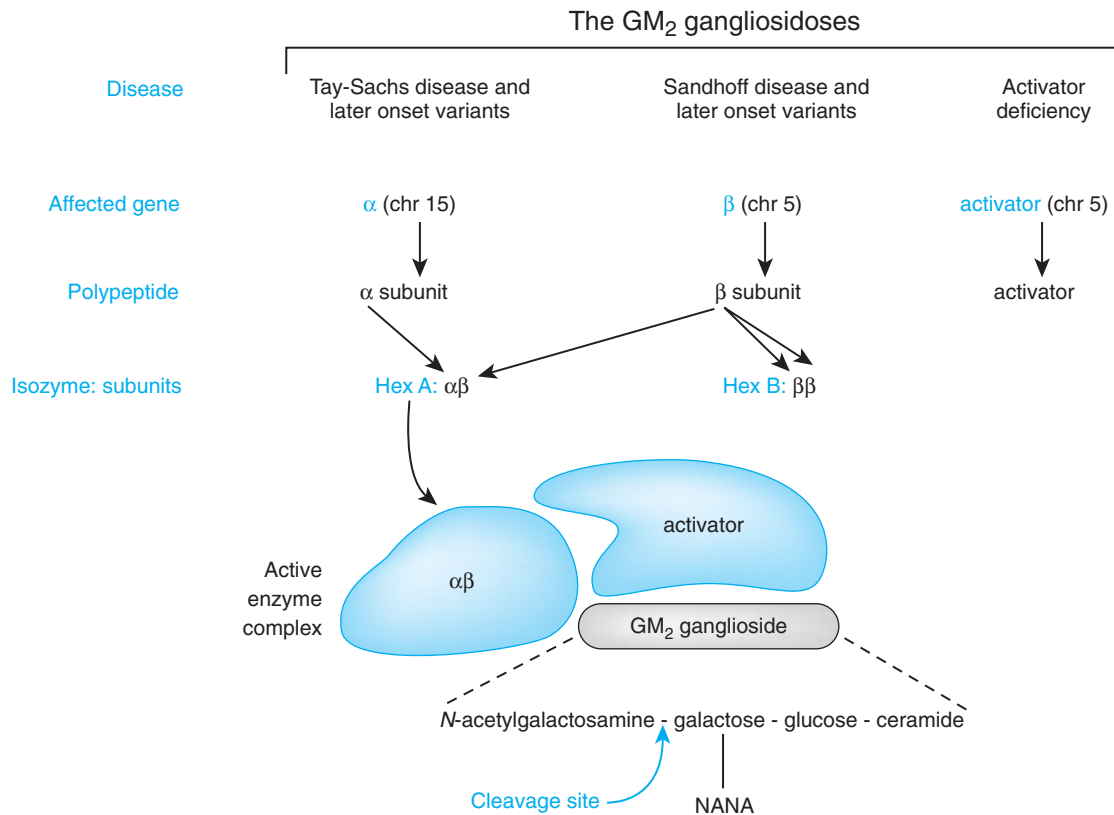 The GM₂ gangliosidoses
Disease
Tay-Sachs disease and
later onset variants
Sandhoff disease and
later onset variants
Activator
deficiency
Affected gene
α (chr 15)
β (chr 5)
activator (chr 5)
Polypeptide
α subunit
β subunit
activator
Isozyme: subunits
Hex A: αβ
Hex B: ββ
Active
enzyme
complex
αβ
activator
GM₂ ganglioside
N-acetylgalactosamine - galactose - glucose - ceramide
Cleavage site
NANA